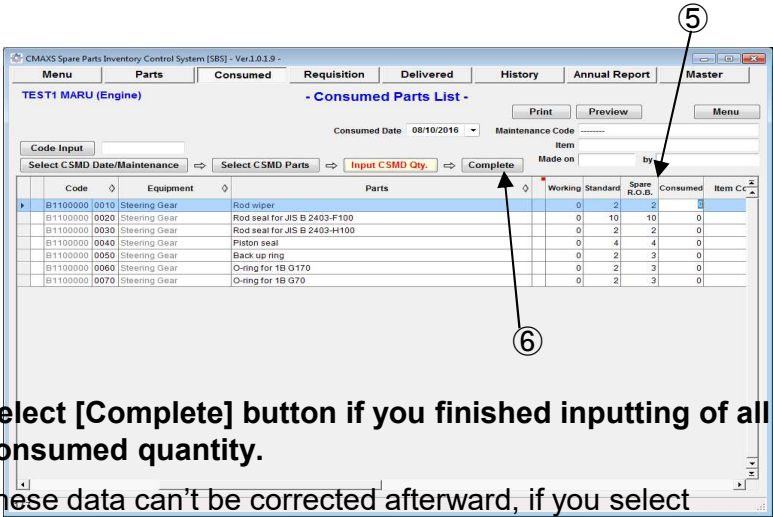 ⑤
CMAXS Spare Parts Inventory Control System [SBS] - Ver.1.0.1.9 -
Menu Parts Consumed Requisition Delivered History Annual Report Master
TEST1 MARU (Engine) - Consumed Parts List -
Print Preview Menu
Consumed Date 08/10/2016 Maintenance Code --------
Code Input Item
Select CSMD Date/Maintenance ⇨ Select CSMD Parts ⇨ Input CSMD Qty. ⇨ Complete Made on by
Code ◊ Equipment ◊ Parts ◊ Working Standard Spare R.O.B. Consumed Item Cc
B1100000 0010 Steering Gear Rod wiper 0 2 2 0
B1100000 0020 Steering Gear Rod seal for JIS B 2403-F100 0 10 10 0
B1100000 0030 Steering Gear Rod seal for JIS B 2403-H100 0 2 2 0
B1100000 0040 Steering Gear Piston seal 0 4 4 0
B1100000 0050 Steering Gear Back up ring 0 2 3 0
B1100000 0060 Steering Gear O-ring for 1B G170 0 2 3 0
B1100000 0070 Steering Gear O-ring for 1B G70 0 2 3 0
⑥
elect [Complete] button if you finished inputting of all
onsumed quantity.
hese data can't be corrected afterward, if you select